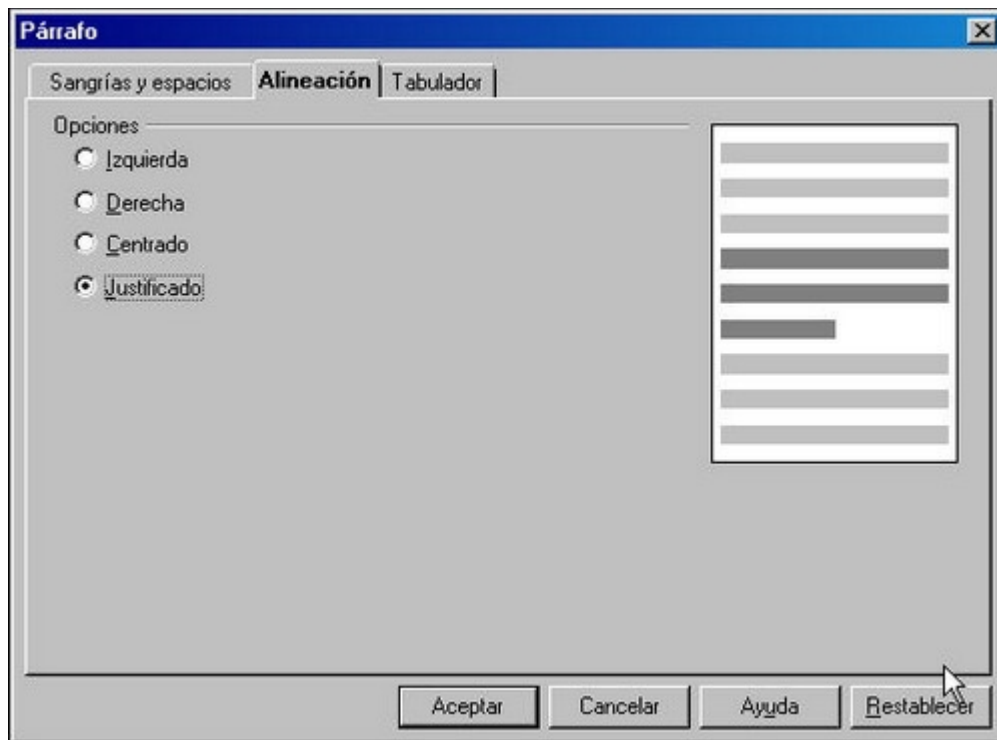 Párrafo
Sangrías y espacios Alineación Tabulador
Opciones
Izquierda
Derecha
Centrado
Justificado
Aceptar Cancelar Ayuda Restablecer